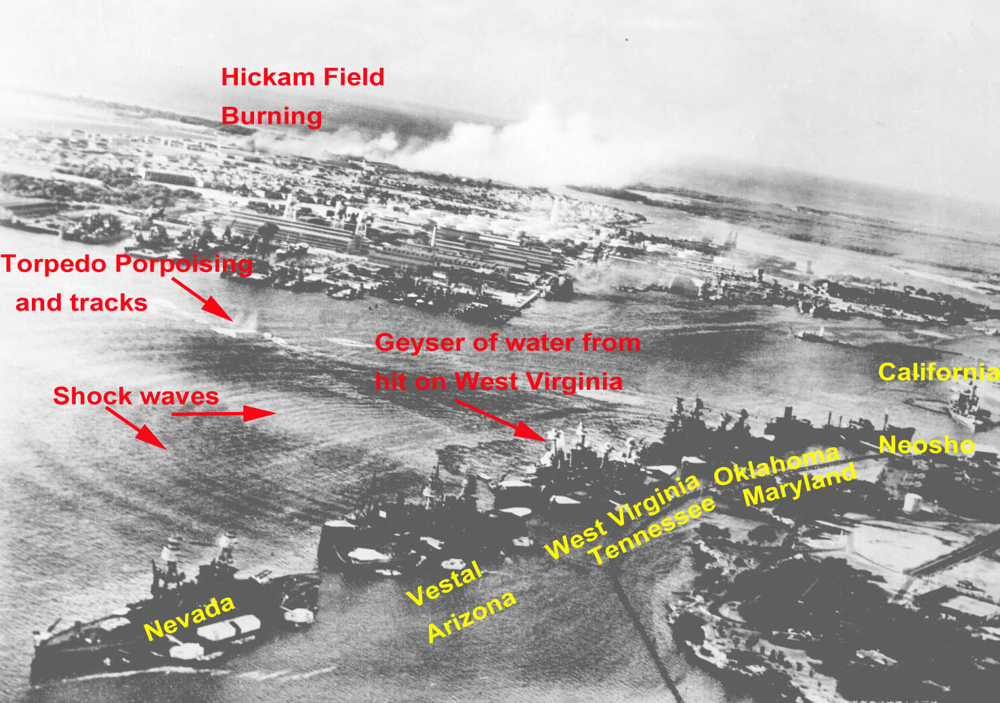 Hickam Field
Burning
Torpedo Porpoising
and tracks
Geyser of water from
hit on West Virginia
California
Shock waves
Neosho
Oklahoma
Maryland
West Virginia
Tennessee
Vestal
Arizona
Nevada